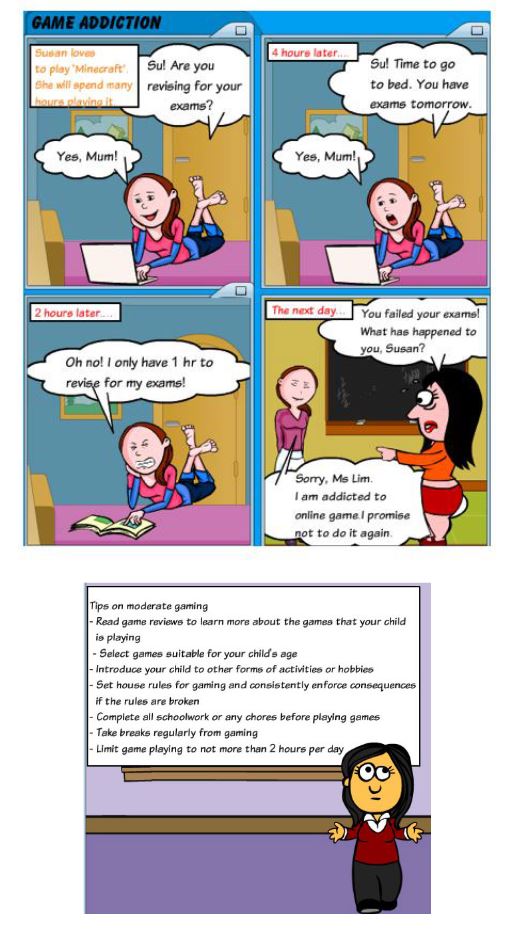 GAME ADDICTION
Susan loves
to play "Minecraft".
She will spend many
hours playing it.
Su! Are you
revising for your
exams?
Yes, Mum!
4 hours later....
Su! Time to go
to bed. You have
exams tomorrow.
Yes, Mum!
2 hours later....
Oh no! I only have 1 hr to
revise for my exams!
The next day...
You failed your exams!
What has happened to
you, Susan?
Sorry, Ms Lim.
I am addicted to
online game.I promise
not to do it again.
Tips on moderate gaming
- Read game reviews to learn more about the games that your child
is playing
- Select games suitable for your child's age
- Introduce your child to other forms of activities or hobbies
- Set house rules for gaming and consistently enforce consequences
if the rules are broken
- Complete all schoolwork or any chores before playing games
- Take breaks regularly from gaming
- Limit game playing to not more than 2 hours per day